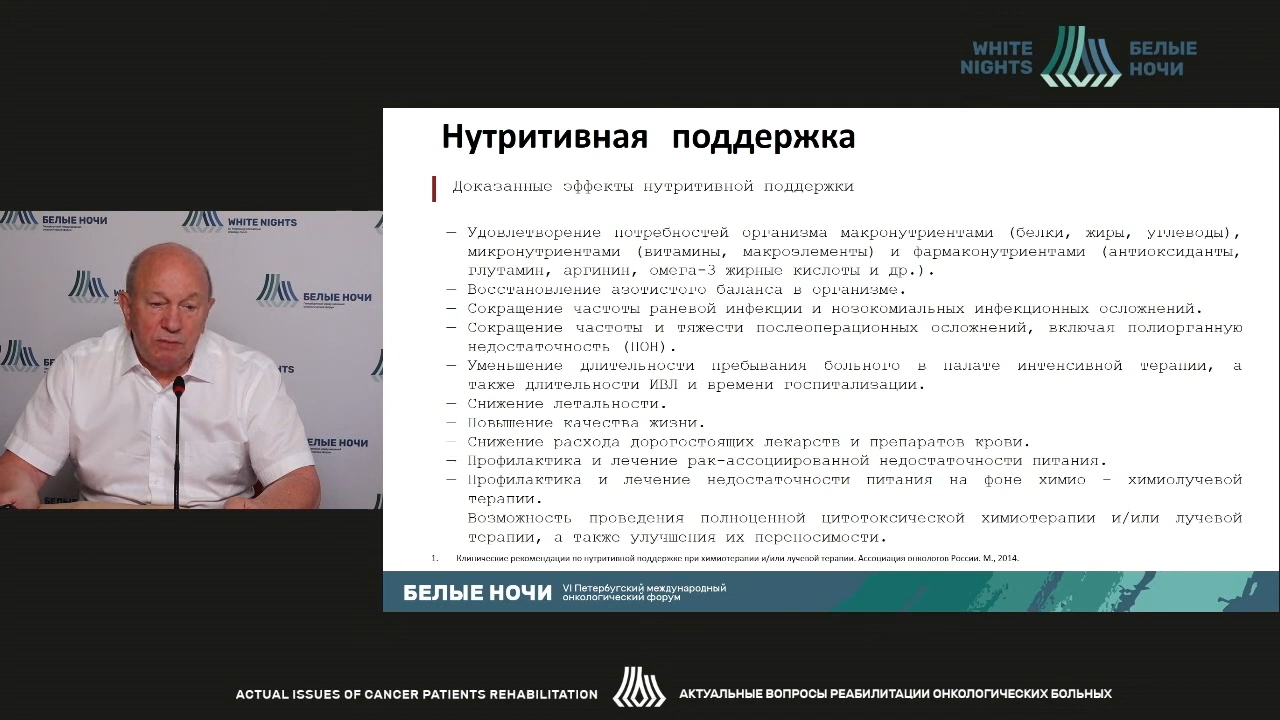 WHITE
NIGHTS
БЕЛЫЕ
НОЧИ
Нутритивная поддержка
Доказанные эффекты нутритивной поддержки
— Удовлетворение потребностей организма макронутриентами (белки, жиры, углеводы),
микронутриентами (витамины, макроэлементы) и фармаконутриентами (антиоксиданты,
глутамин, аргинин, омега-3 жирные кислоты и др.).
— Восстановление азотистого баланса в организме.
— Сокращение частоты раневой инфекции и нозокомиальных инфекционных осложнений.
— Сокращение частоты и тяжести послеоперационных осложнений, включая полиорганную
недостаточность (ПОН).
— Уменьшение длительности пребывания больного в палате интенсивной терапии, а
также длительности ИВЛ и времени госпитализации.
— Снижение летальности.
— Повышение качества жизни.
— Снижение расхода дорогостоящих лекарств и препаратов крови.
— Профилактика и лечение рак-ассоциированной недостаточности питания.
— Профилактика и лечение недостаточности питания на фоне химио – химиолучевой
терапии.
Возможность проведения полноценной цитотоксической химиотерапии и/или лучевой
терапии, а также улучшения их переносимости.
1. Клинические рекомендации по нутритивной поддержке при химиотерапии и/или лучевой терапии. Ассоциация онкологов России. М., 2014.
БЕЛЫЕ НОЧИ
VI Петербугский международный
онкологический форум
БЕЛЫЕ НОЧИ
WHITE NIGHTS
БЕЛЫЕ НОЧИ
БЕЛЫЕ НОЧИ
ACTUAL ISSUES OF CANCER PATIENTS REHABILITATION
АКТУАЛЬНЫЕ ВОПРОСЫ РЕАБИЛИТАЦИИ ОНКОЛОГИЧЕСКИХ БОЛЬНЫХ